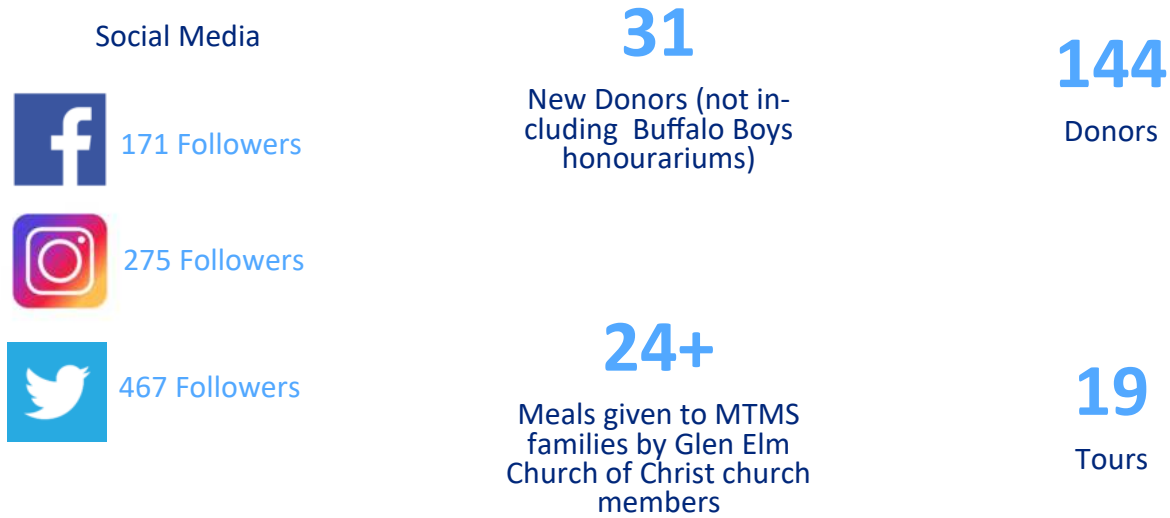 Social Media
171 Followers
275 Followers
467 Followers
31
New Donors (not in-
cluding Buffalo Boys
honourariums)
144
Donors
24+
Meals given to MTMS
families by Glen Elm
Church of Christ church
members
19
Tours